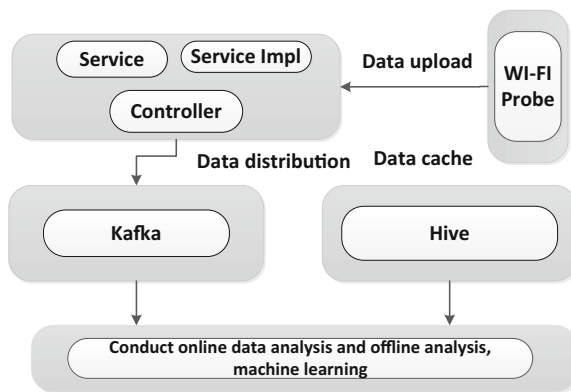 Service
Service Impl
Data upload
WI-FI
Probe
Controller
Data distribution
Data cache
Kafka
Hive
Conduct online data analysis and offline analysis,
machine learning